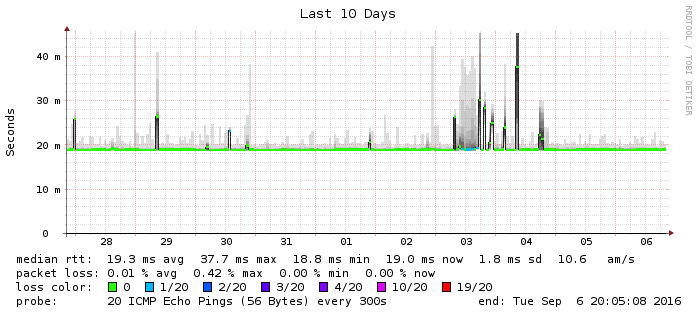 Last 10 Days
RRDTOOL / TOBI OETIKER
Seconds
40 m
30 m
20 m
10 m
0
28 29 30 31 01 02 03 04 05 06
median rtt: 19.3 ms avg 37.7 ms max 18.8 ms min 19.0 ms now 1.8 ms sd 10.6 am/s
packet loss: 0.01 % avg 0.42 % max 0.00 % min 0.00 % now
loss color: 0 1/20 2/20 3/20 4/20 10/20 19/20
probe: 20 ICMP Echo Pings (56 Bytes) every 300s end: Tue Sep 6 20:05:08 2016